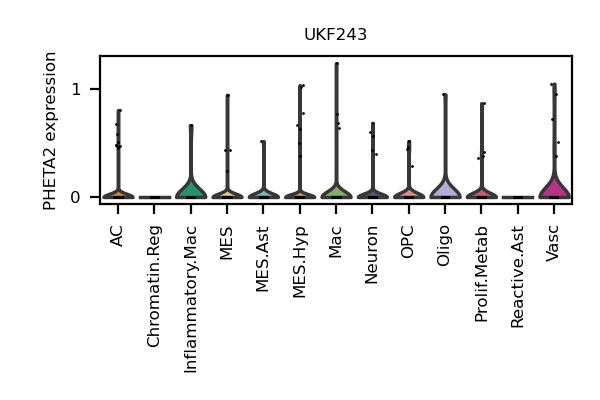 UKF243
PHETA2 expression
1
0
AC
Chromatin.Reg
Inflammatory.Mac
MES
MES.Ast
MES.Hyp
Mac
Neuron
OPC
Oligo
Prolif.Metab
Reactive.Ast
Vasc